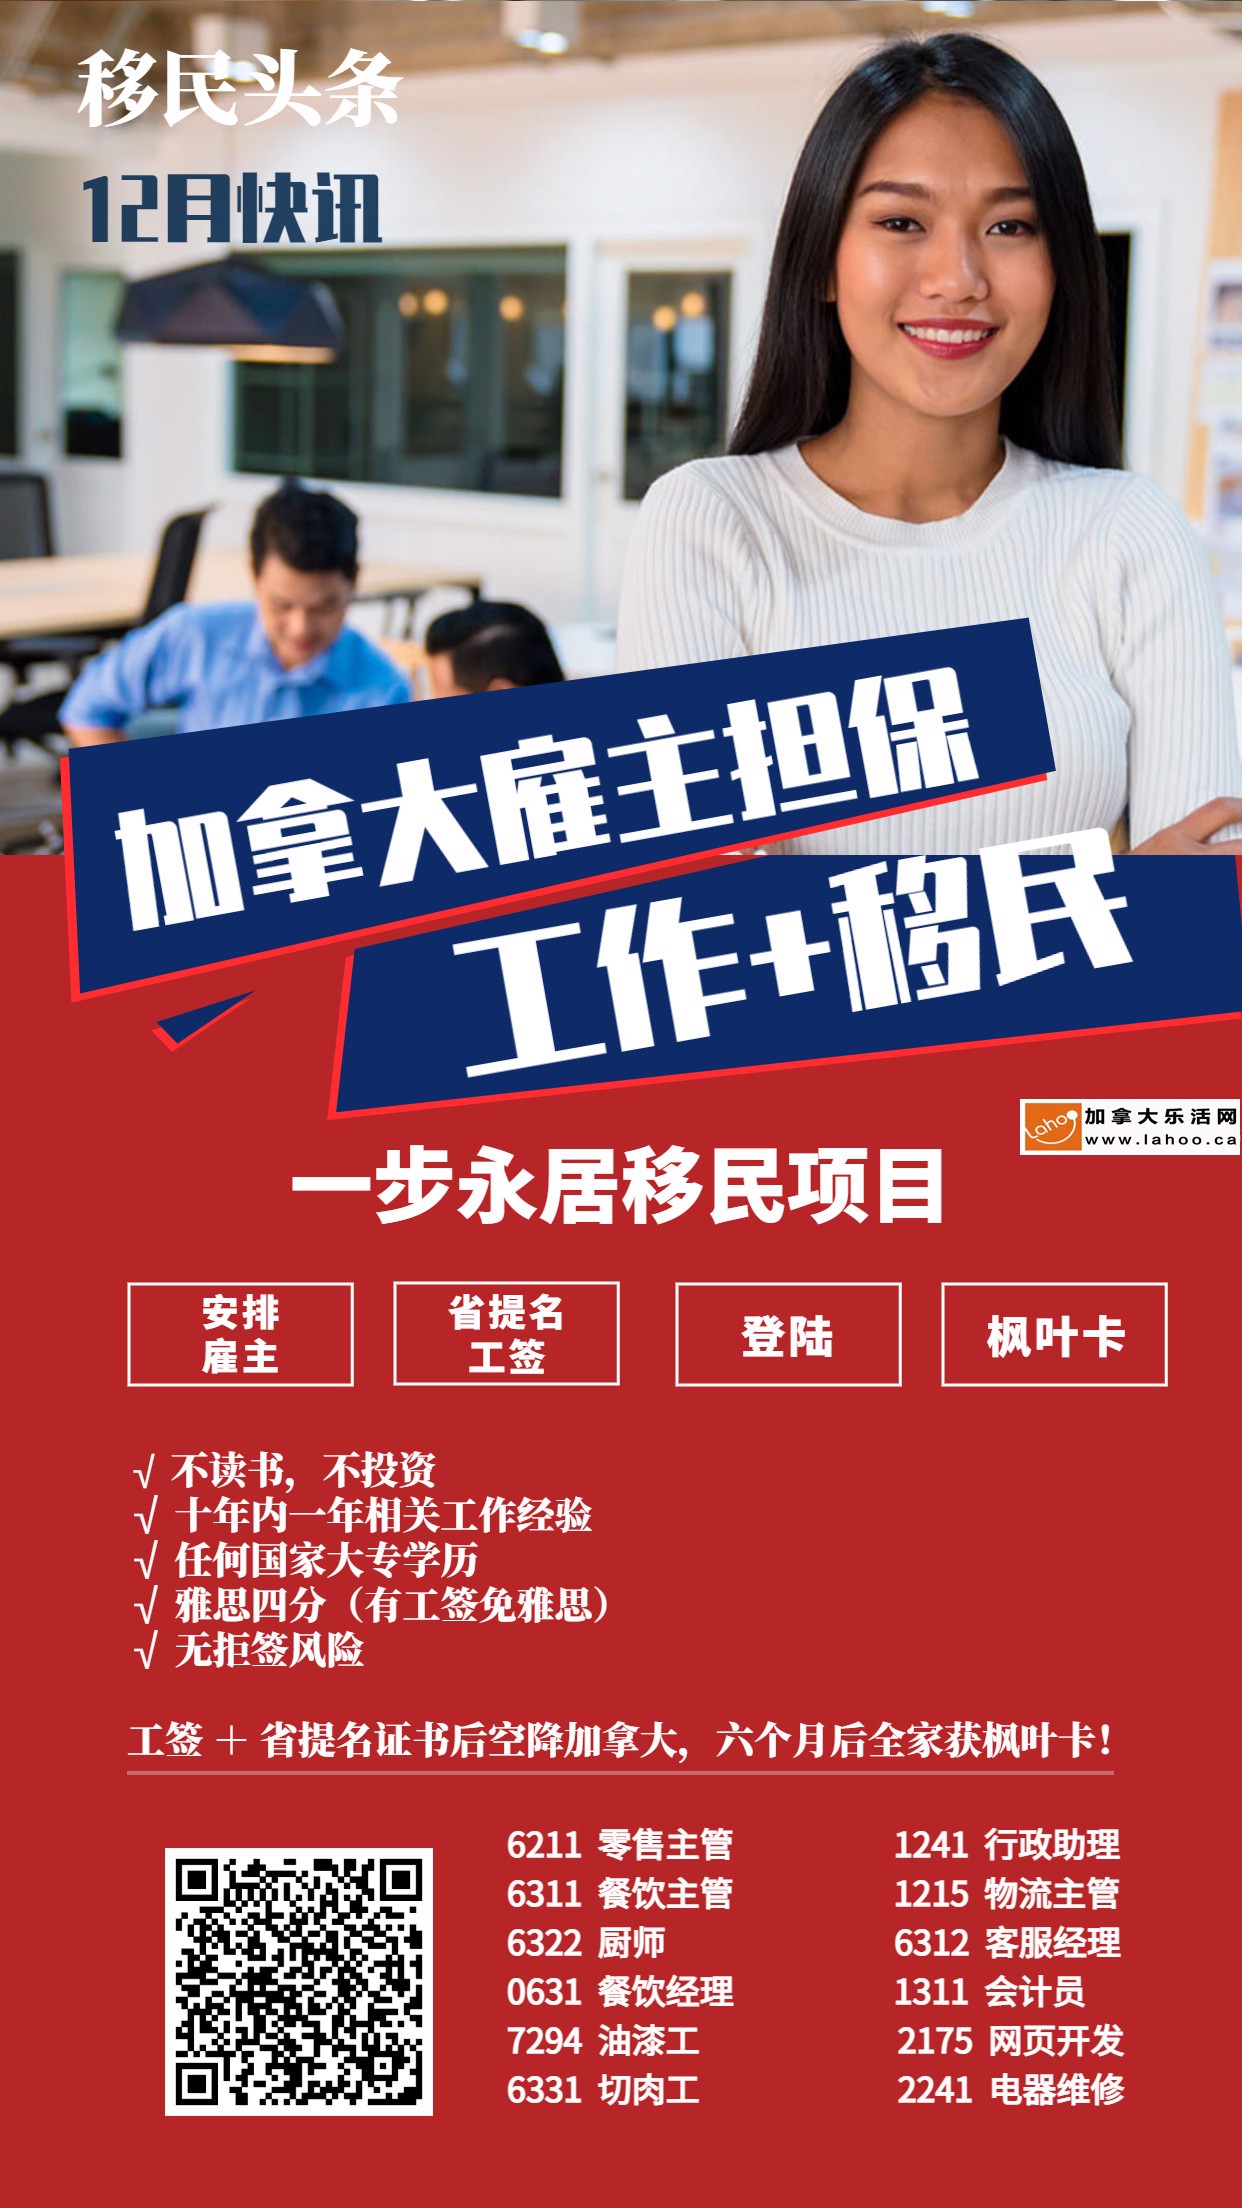 移民头条
12月快讯
加拿大雇主担保
工作+移民
Lahoo
加拿大乐活网
www.lahoo.ca
一步永居移民项目
安排
雇主
省提名
工签
登陆
枫叶卡
√ 不读书，不投资
√ 十年内一年相关工作经验
√ 任何国家大专学历
√ 雅思四分（有工签免雅思）
√ 无拒签风险
工签 ＋ 省提名证书后空降加拿大，六个月后全家获枫叶卡！
6211 零售主管
6311 餐饮主管
6322 厨师
0631 餐饮经理
7294 油漆工
6331 切肉工
1241 行政助理
1215 物流主管
6312 客服经理
1311 会计员
2175 网页开发
2241 电器维修